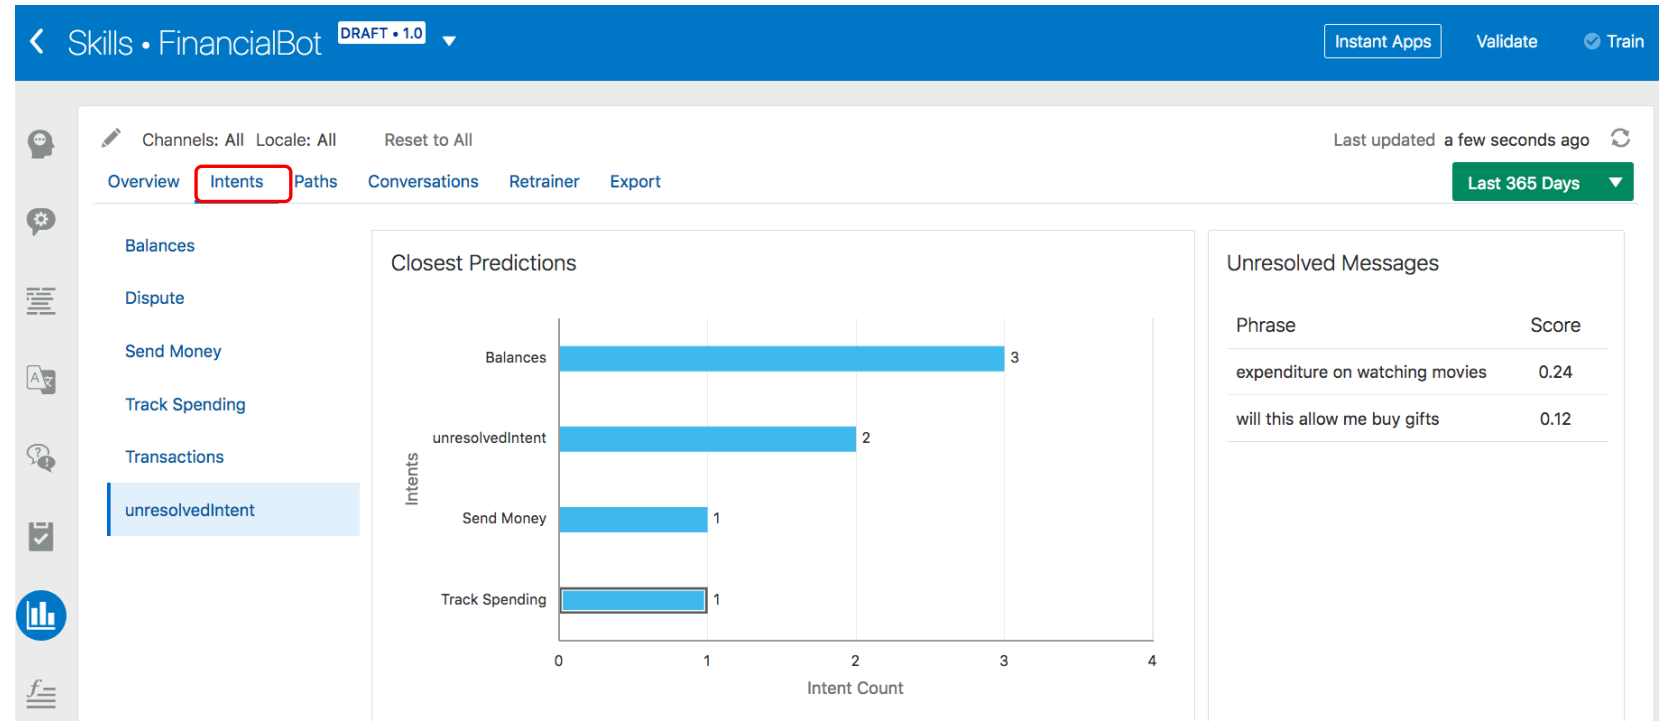 Skills • FinancialBot DRAFT • 1.0
Instant Apps Validate Train
Channels: All Locale: All Reset to All
Last updated a few seconds ago
Overview Intents Paths Conversations Retrainer Export
Last 365 Days
Balances
Dispute
Send Money
Track Spending
Transactions
unresolvedIntent
Closest Predictions
Intents
Balances 3
unresolvedIntent 2
Send Money 1
Track Spending 1
0 1 2 3 4
Intent Count
Unresolved Messages
Phrase Score
expenditure on watching movies 0.24
will this allow me buy gifts 0.12